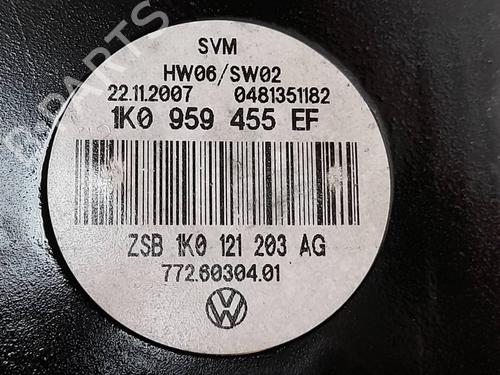 B-PARTS
SVM
HW06/SW02
22.11.2007 0481351182
1K0 959 455 EF
ZSB 1K0 121 203 AG
772.60304.01